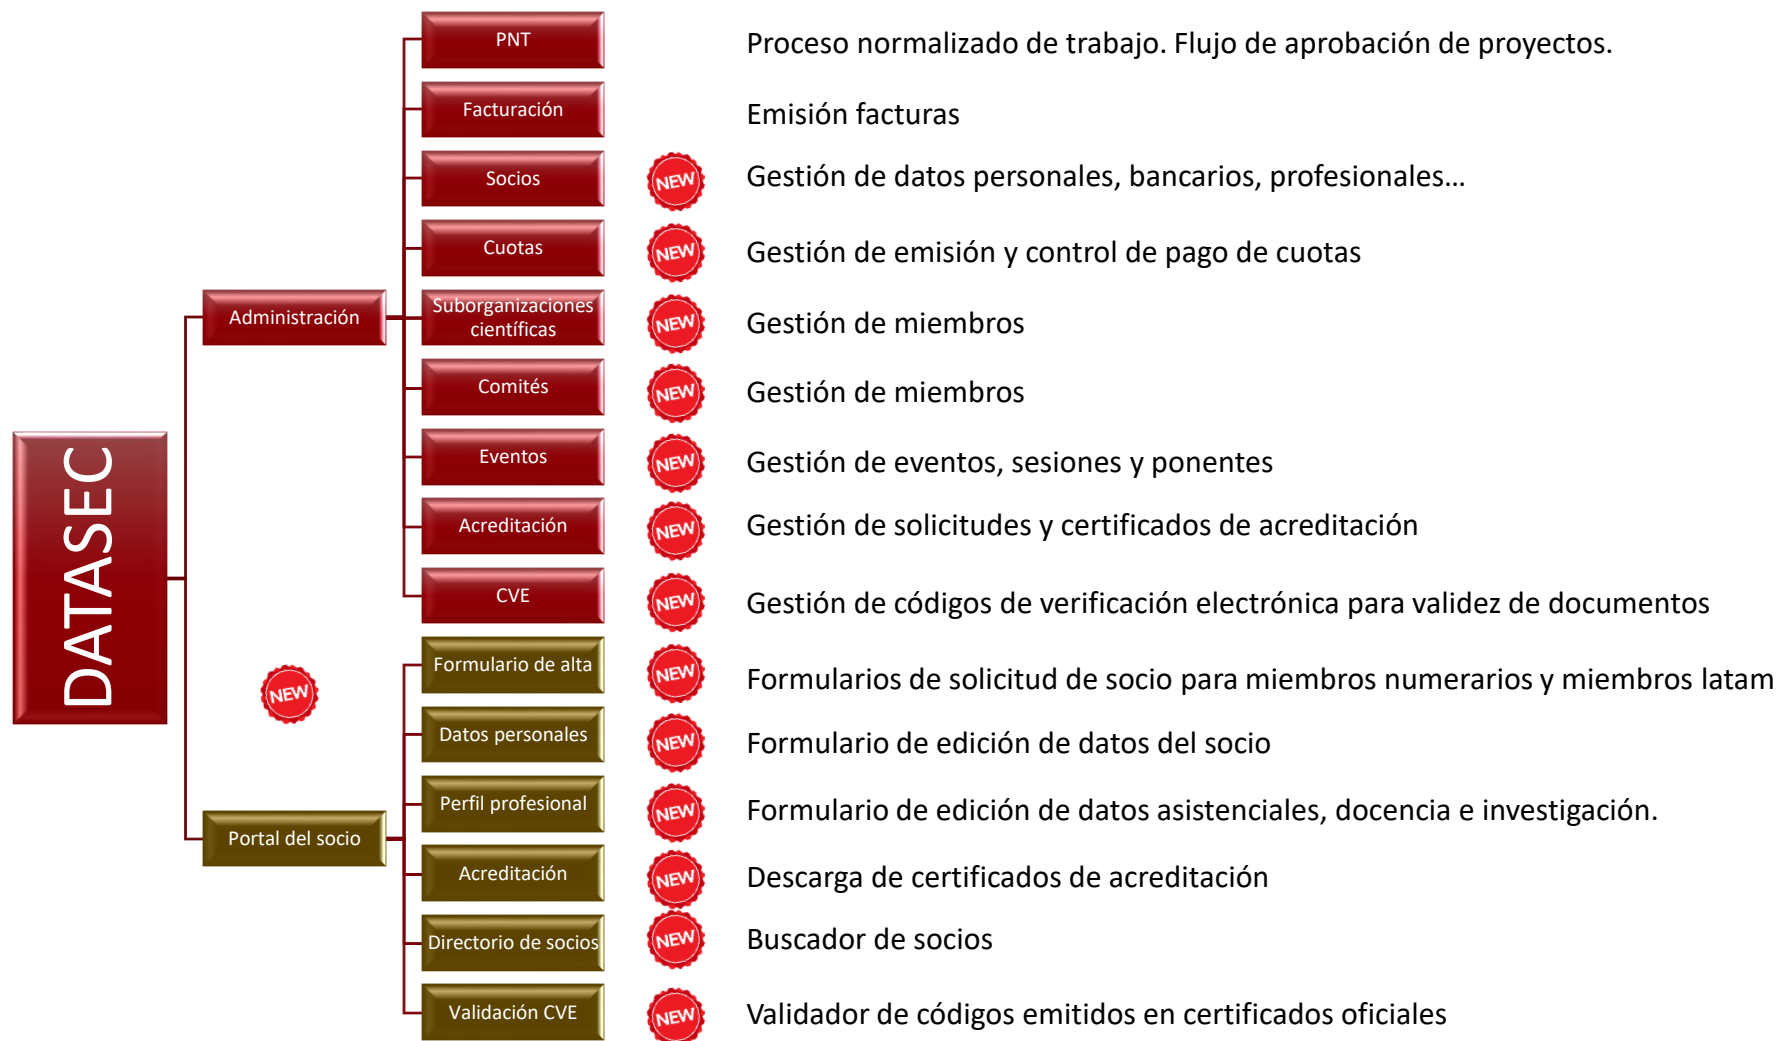 DATASEC
Administración
PNT
Proceso normalizado de trabajo. Flujo de aprobación de proyectos.
Facturación
Emisión facturas
Socios
NEW
Gestión de datos personales, bancarios, profesionales...
Cuotas
NEW
Gestión de emisión y control de pago de cuotas
Suborganizaciones
científicas
NEW
Gestión de miembros
Comités
NEW
Gestión de miembros
Eventos
NEW
Gestión de eventos, sesiones y ponentes
Acreditación
NEW
Gestión de solicitudes y certificados de acreditación
CVE
NEW
Gestión de códigos de verificación electrónica para validez de documentos
NEW
Portal del socio
Formulario de alta
NEW
Formularios de solicitud de socio para miembros numerarios y miembros latam
Datos personales
NEW
Formulario de edición de datos del socio
Perfil profesional
NEW
Formulario de edición de datos asistenciales, docencia e investigación.
Acreditación
NEW
Descarga de certificados de acreditación
Directorio de socios
NEW
Buscador de socios
Validación CVE
NEW
Validador de códigos emitidos en certificados oficiales